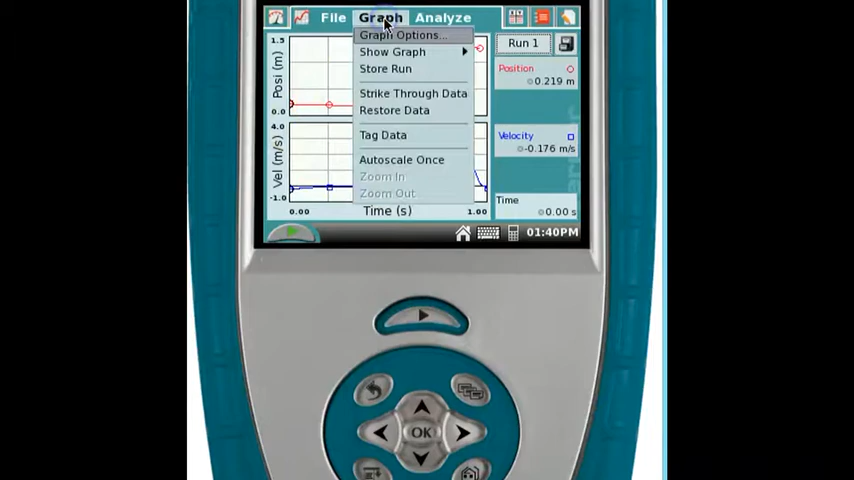 File Graph Analyze
Graph Options...
Show Graph
Store Run
Strike Through Data
Restore Data
Tag Data
Autoscale Once
Zoom In
Zoom Out
1.5
Posi (m)
0.0
4.0
Vel (m/s)
-1.0
0.00 Time (s) 1.00
Run 1
Position
0.219 m
Velocity
-0.176 m/s
Time
0.00 s
01:40PM
OK